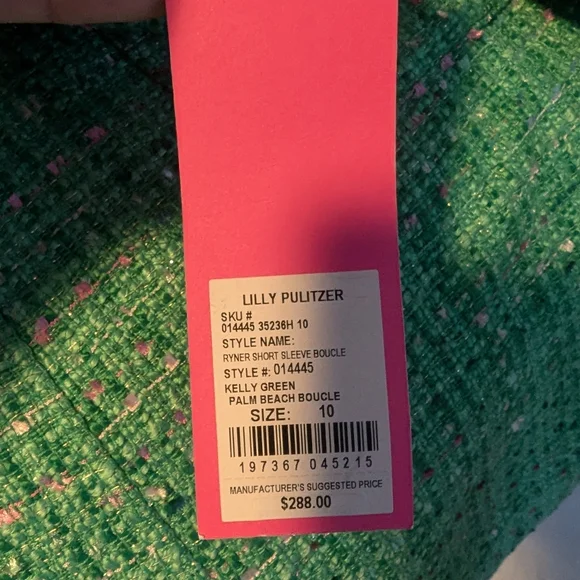 LILLY PULITZER
SKU #
014445 35236H 10
STYLE NAME:
RYNER SHORT SLEEVE BOUCLE
STYLE #: 014445
KELLY GREEN
PALM BEACH BOUCLE
SIZE: 10
197367 045215
MANUFACTURER'S SUGGESTED PRICE
$288.00